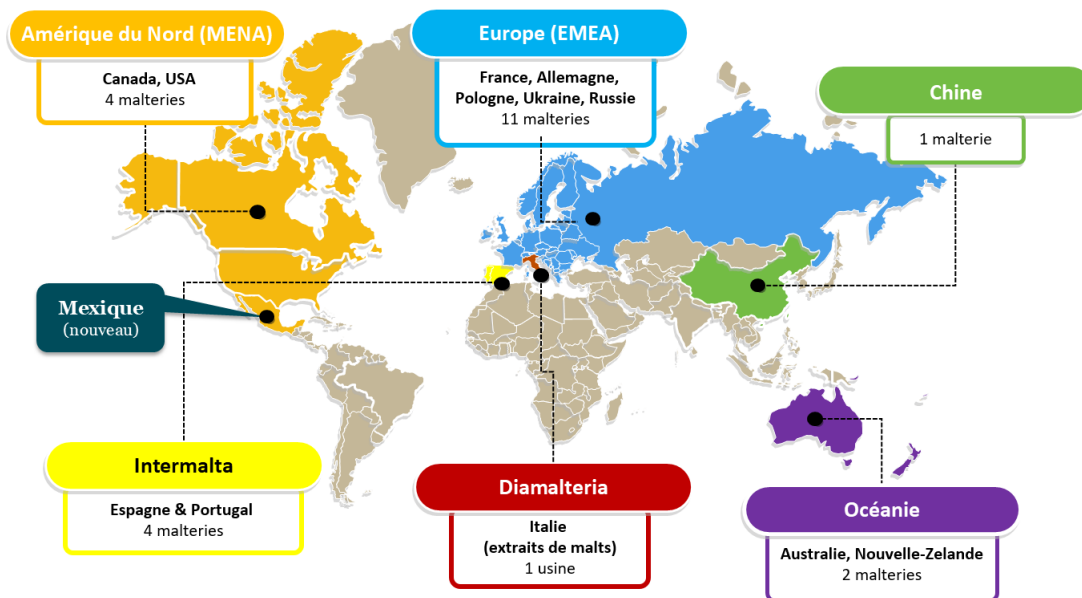 Amérique du Nord (MENA)
Canada, USA
4 malteries
Europe (EMEA)
France, Allemagne,
Pologne, Ukraine, Russie
11 malteries
Chine
1 malterie
Mexique
(nouveau)
Intermalta
Espagne & Portugal
4 malteries
Diamalteria
Italie
(extraits de malts)
1 usine
Océanie
Australie, Nouvelle-Zelande
2 malteries